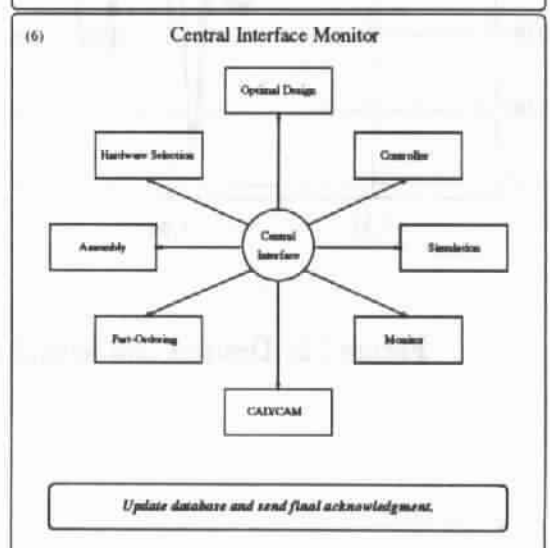 (6) Central Interface Monitor
Optimal Design
Hardware Selection
Controller
Central
Interface
Assembly
Simulation
Part-Ordering
Monitor
CAD/CAM
Update database and send final acknowledgment.